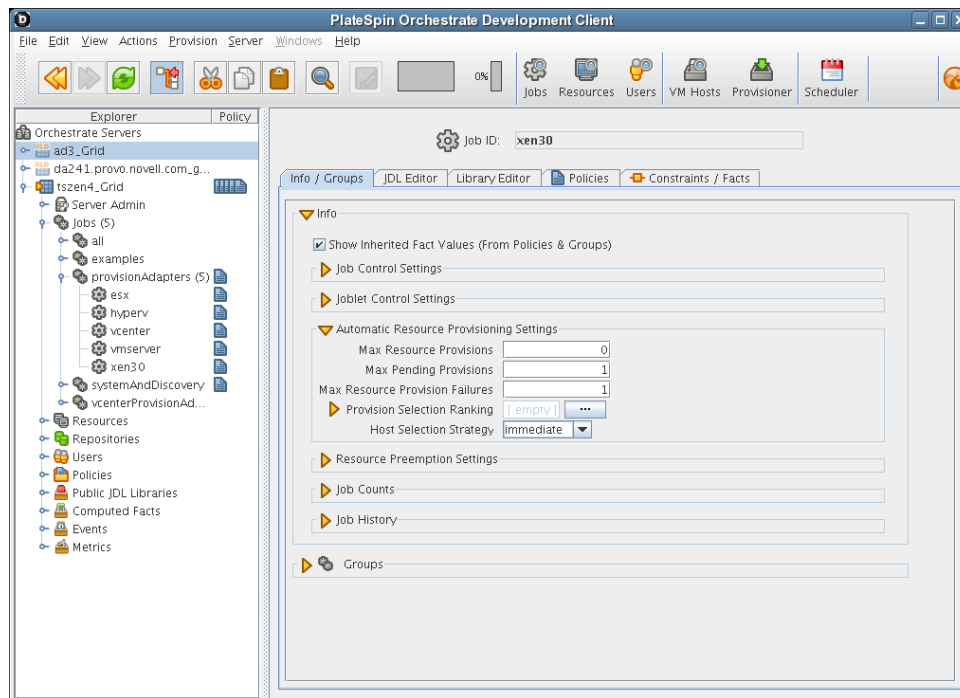 PlateSpin Orchestrate Development Client
File Edit View Actions Provision Server Windows Help
0%
Jobs Resources Users VM Hosts Provisioner Scheduler
Explorer Policy
Orchestrate Servers
OLD ad3_Grid
OLD da241.provo.novell.com_g...
tszen4_Grid
Server Admin
Jobs (5)
all
examples
provisionAdapters (5)
esx
hyperv
vcenter
vmserver
xen30
systemAndDiscovery
vcenterProvisionAd...
Resources
Repositories
Users
Policies
Public JDL Libraries
Computed Facts
Events
Metrics
Job ID: xen30
Info / Groups JDL Editor Library Editor Policies Constraints / Facts
Info
Show Inherited Fact Values (From Policies & Groups)
Job Control Settings
Joblet Control Settings
Automatic Resource Provisioning Settings
Max Resource Provisions 0
Max Pending Provisions 1
Max Resource Provision Failures 1
Provision Selection Ranking [ empty ] ...
Host Selection Strategy immediate
Resource Preemption Settings
Job Counts
Job History
Groups